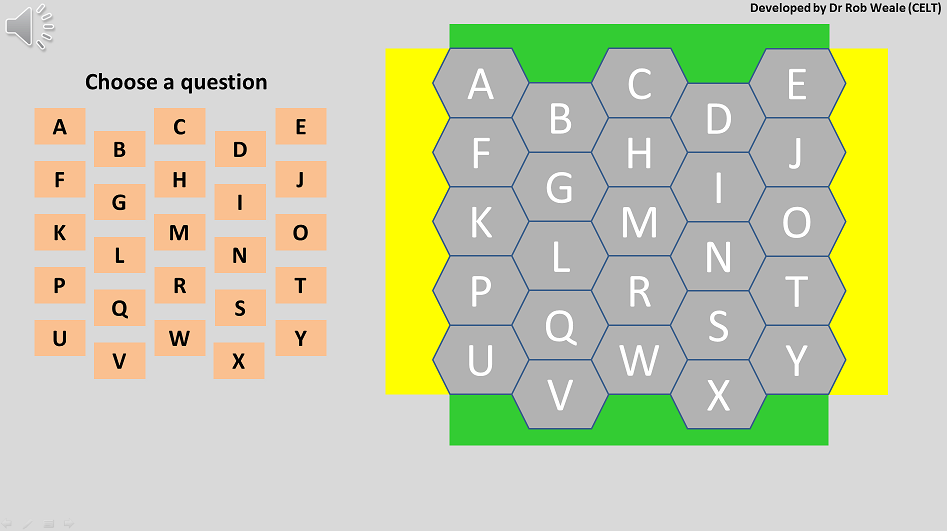 Developed by Dr Rob Weale (CELT)
Choose a question
A C E
B D
F H J
G I
K M O
L N
P R T
Q S
U W Y
V X
A C E
B D
F H J
G I
K M O
L N
P R T
Q S
U W Y
V X